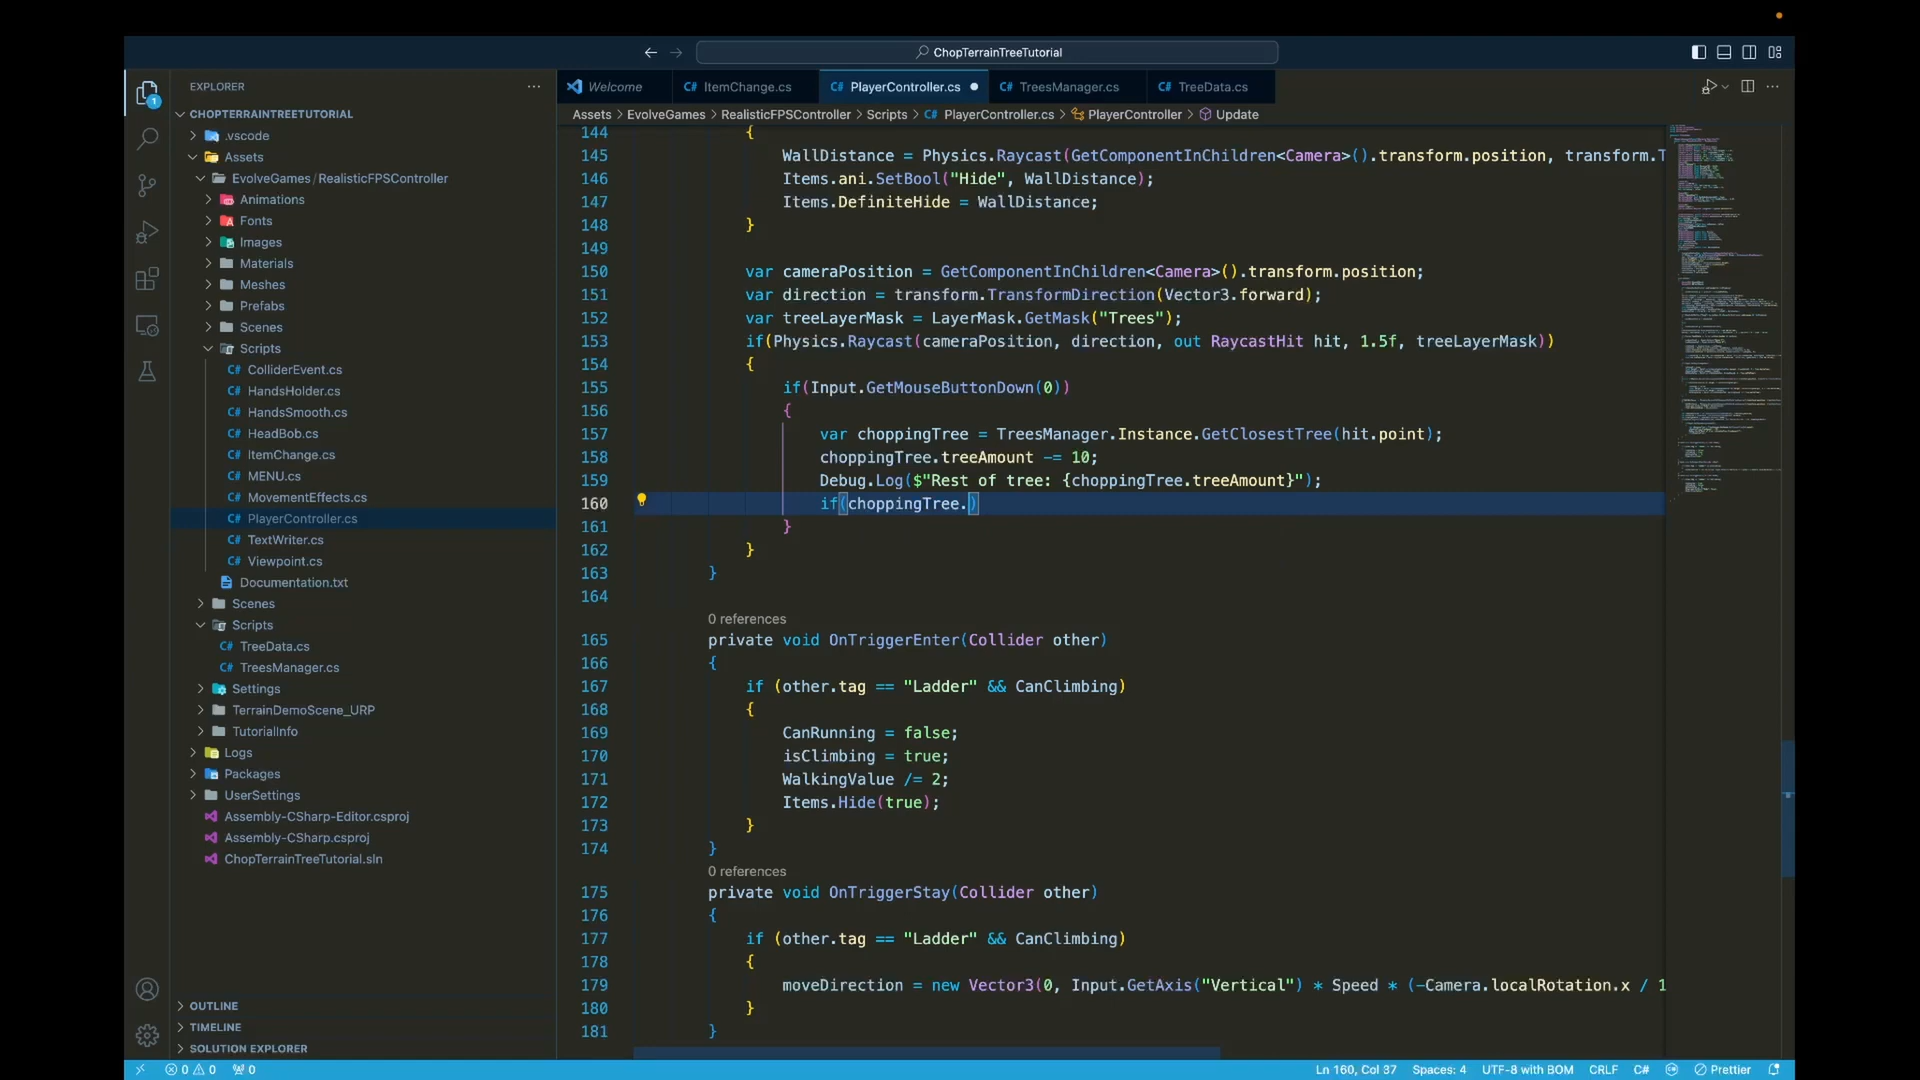 ChopTerrainTreeTutorial
EXPLORER
CHOPTERRAINTREETUTORIAL
.vscode
Assets
EvolveGames/RealisticFPSController
Animations
Fonts
Images
Materials
Meshes
Prefabs
Scenes
Scripts
C# ColliderEvent.cs
C# HandsHolder.cs
C# HandsSmooth.cs
C# HeadBob.cs
C# ItemChange.cs
C# MENU.cs
C# MovementEffects.cs
C# PlayerController.cs
C# TextWriter.cs
C# Viewpoint.cs
Documentation.txt
Scenes
Scripts
C# TreeData.cs
C# TreesManager.cs
Settings
TerrainDemoScene_URP
TutorialInfo
Logs
Packages
UserSettings
Assembly-CSharp-Editor.csproj
Assembly-CSharp.csproj
ChopTerrainTreeTutorial.sln
OUTLINE
TIMELINE
SOLUTION EXPLORER
Welcome C# ItemChange.cs C# PlayerController.cs C# TreesManager.cs C# TreeData.cs
Assets > EvolveGames > RealisticFPSController > Scripts > C# PlayerController.cs > PlayerController > Update
144 {
145 WallDistance = Physics.Raycast(GetComponentInChildren<Camera>().transform.position, transform.T
146 Items.ani.SetBool("Hide", WallDistance);
147 Items.DefiniteHide = WallDistance;
148 }
149
150 var cameraPosition = GetComponentInChildren<Camera>().transform.position;
151 var direction = transform.TransformDirection(Vector3.forward);
152 var treeLayerMask = LayerMask.GetMask("Trees");
153 if(Physics.Raycast(cameraPosition, direction, out RaycastHit hit, 1.5f, treeLayerMask))
154 {
155 if(Input.GetMouseButtonDown(0))
156 {
157 var choppingTree = TreesManager.Instance.GetClosestTree(hit.point);
158 choppingTree.treeAmount -= 10;
159 Debug.Log($"Rest of tree: {choppingTree.treeAmount}");
160 if(choppingTree.)
161 }
162 }
163 }
164
0 references
165 private void OnTriggerEnter(Collider other)
166 {
167 if (other.tag == "Ladder" && CanClimbing)
168 {
169 CanRunning = false;
170 isClimbing = true;
171 WalkingValue /= 2;
172 Items.Hide(true);
173 }
174 }
0 references
175 private void OnTriggerStay(Collider other)
176 {
177 if (other.tag == "Ladder" && CanClimbing)
178 {
179 moveDirection = new Vector3(0, Input.GetAxis("Vertical") * Speed * (-Camera.localRotation.x / 1
180 }
181 }
0 0 0 Ln 160, Col 37 Spaces: 4 UTF-8 with BOM CRLF C# Prettier